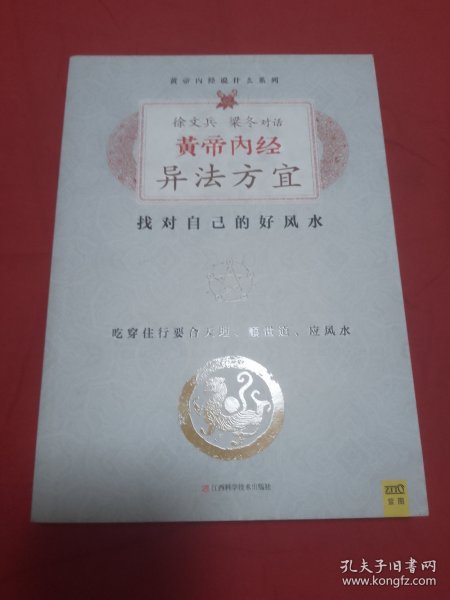 黄帝内经说什么系列
徐文兵 梁冬对话
黄帝内经
异法方宜
找对自己的好风水
吃穿住行要合天地、顺世道、应风水
江西科学技术出版社
紫图
孔夫子旧书网
www.kongfz.com